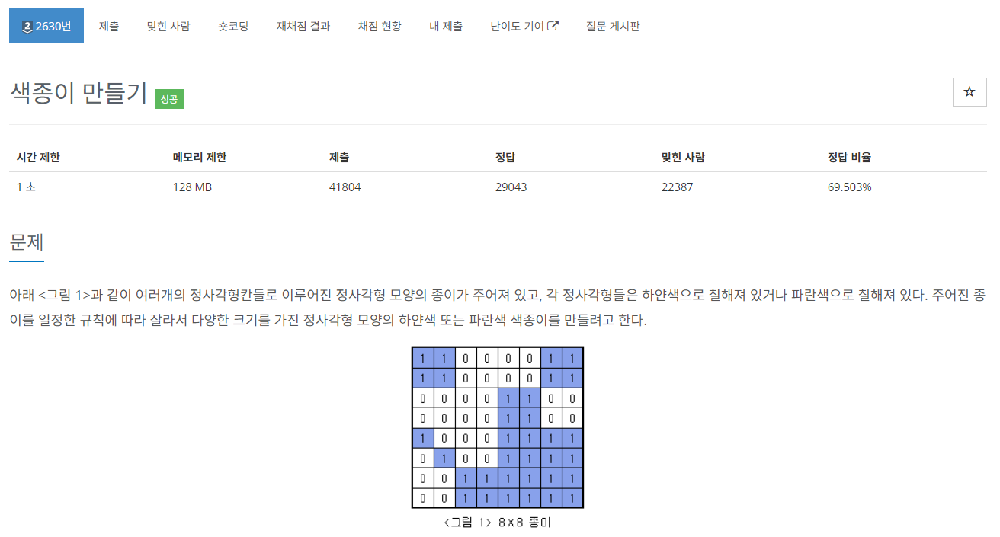 2630번 제출 맞힌 사람 숏코딩 재채점 결과 채점 현황 내 제출 난이도 기여 질문 게시판
색종이 만들기 성공
시간 제한 메모리 제한 제출 정답 맞힌 사람 정답 비율
1 초 128 MB 41804 29043 22387 69.503%
문제
아래 <그림 1>과 같이 여러개의 정사각형칸들로 이루어진 정사각형 모양의 종이가 주어져 있고, 각 정사각형들은 하얀색으로 칠해져 있거나 파란색으로 칠해져 있다. 주어진 종
이를 일정한 규칙에 따라 잘라서 다양한 크기를 가진 정사각형 모양의 하얀색 또는 파란색 색종이를 만들려고 한다.
1 1 0 0 0 0 1 1
1 1 0 0 0 0 1 1
0 0 0 0 1 1 0 0
0 0 0 0 1 1 0 0
1 0 0 0 1 1 1 1
0 1 0 0 1 1 1 1
0 0 1 1 1 1 1 1
0 0 1 1 1 1 1 1
<그림 1> 8×8 종이